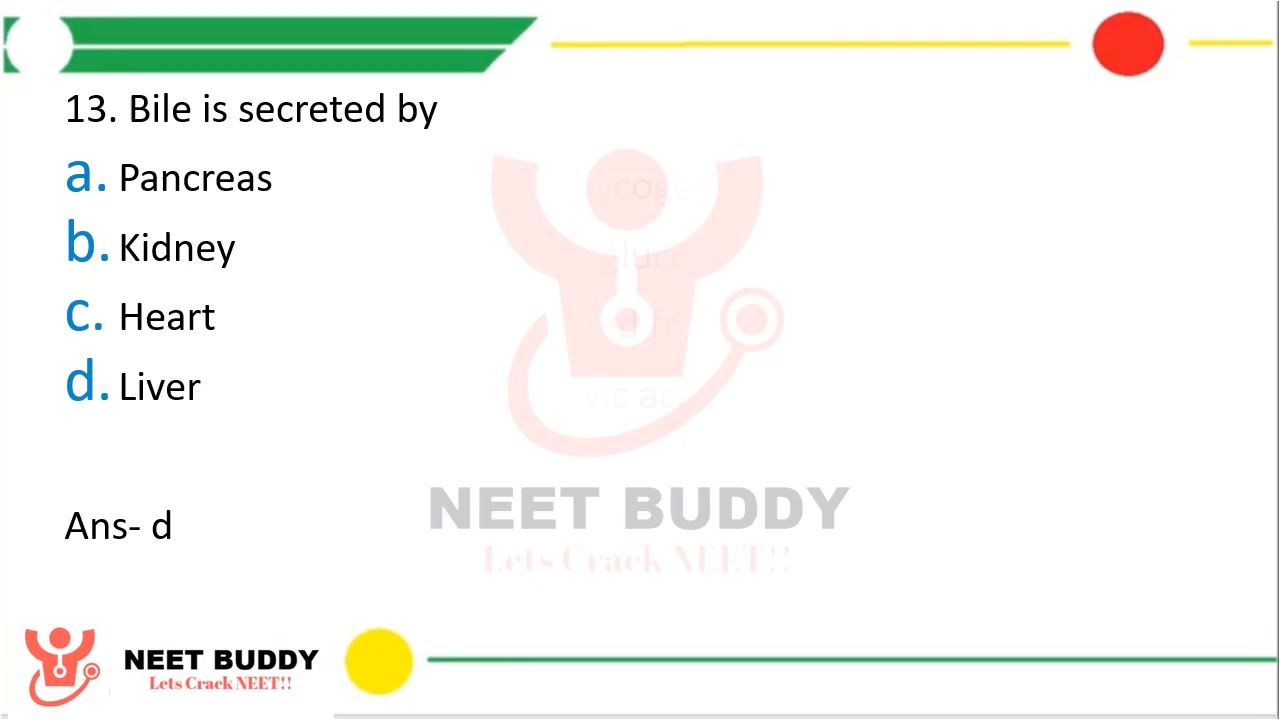 13. Bile is secreted by
a. Pancreas
b. Kidney
c. Heart
d. Liver
Ans- d
NEET BUDDY
Lets Crack NEET!!
NEET BUDDY
Lets Crack NEET!!